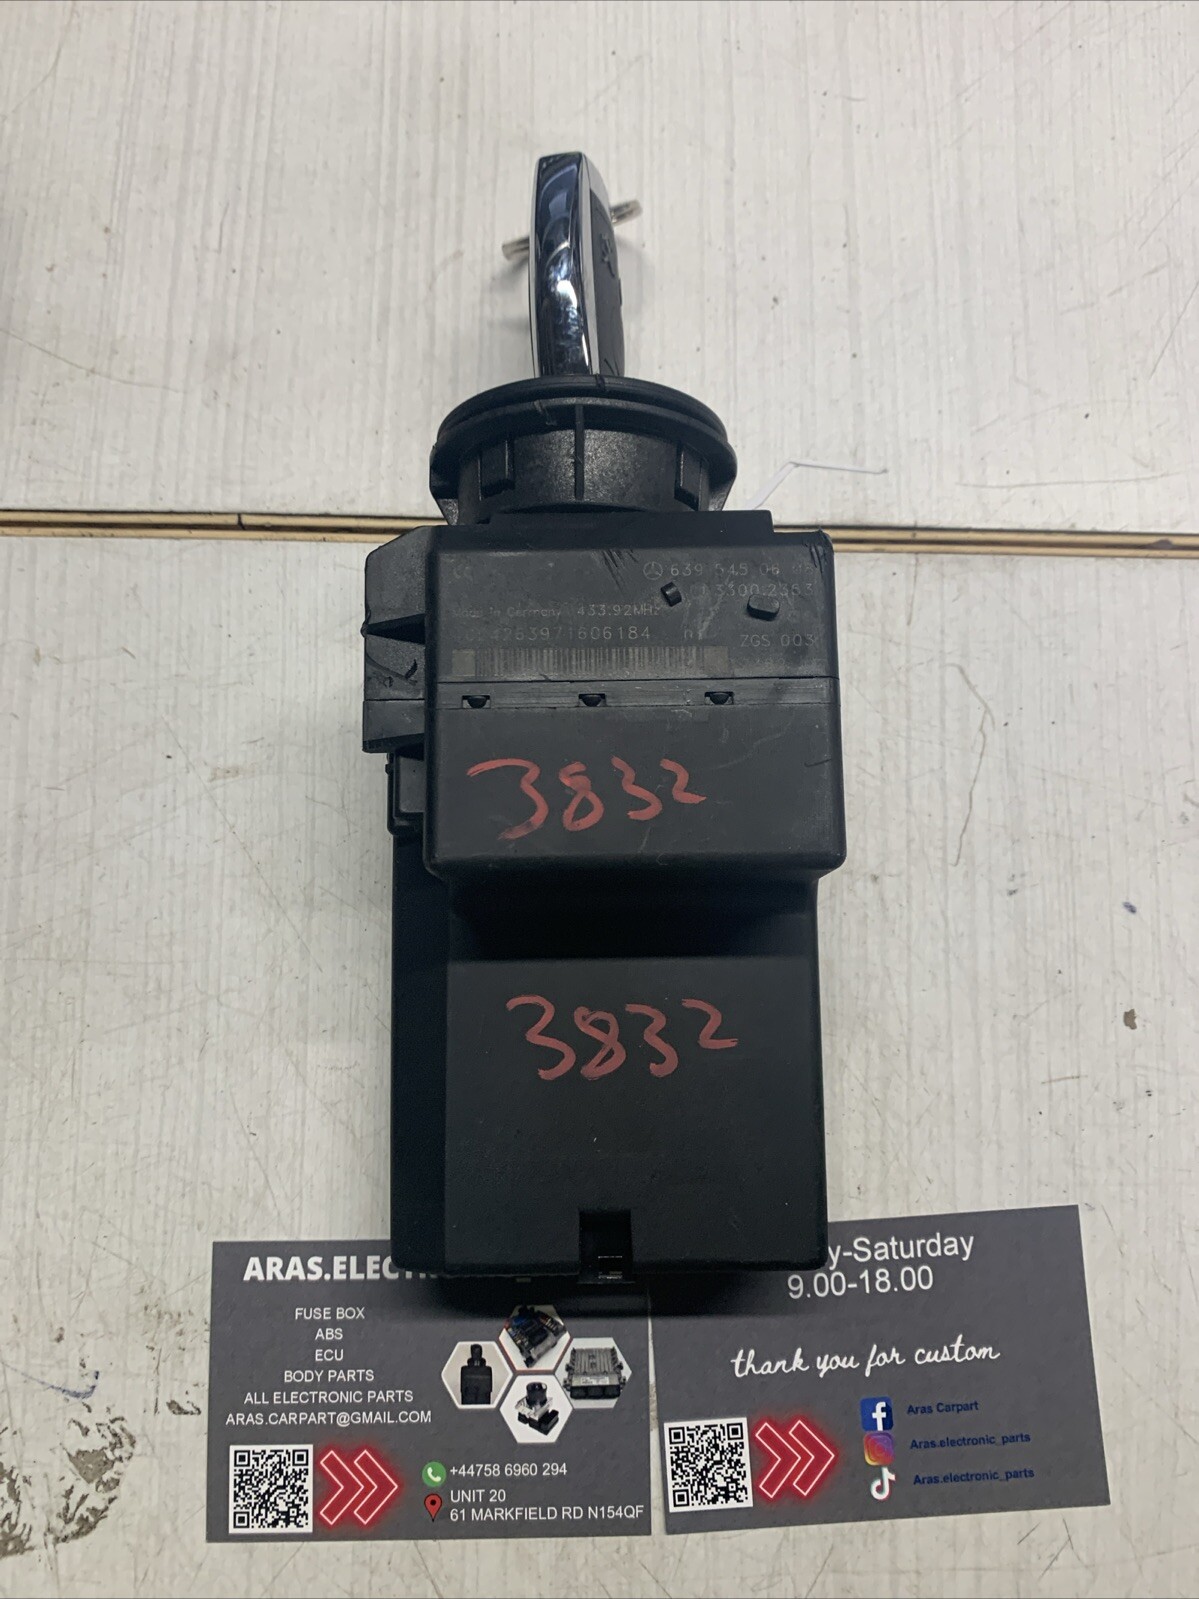 639 545 06 08
3300.2353
Made in Germany 433.92MHz
ZGS 003
3832
3832
ARAS.ELECT
FUSE BOX
ABS
ECU
BODY PARTS
ALL ELECTRONIC PARTS
ARAS.CARPART@GMAIL.COM
+44758 6960 294
UNIT 20
61 MARKFIELD RD N154QF
y-Saturday
9.00-18.00
thank you for custom
Aras Carpart
Aras.electronic_parts
Aras.electronic_parts